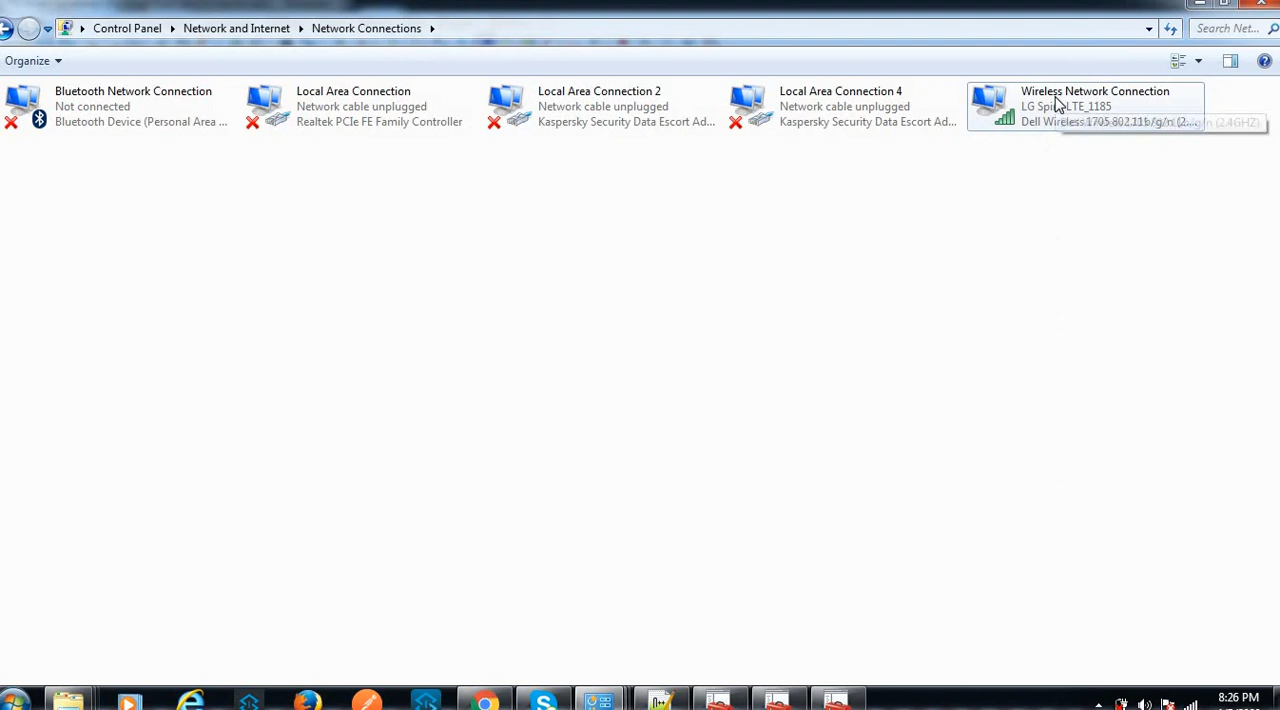 Control Panel
Network and Internet
Network Connections
Search Net...
Organize
Bluetooth Network Connection
Not connected
Bluetooth Device (Personal Area ...
Local Area Connection
Network cable unplugged
Realtek PCIe FE Family Controller
Local Area Connection 2
Network cable unplugged
Kaspersky Security Data Escort Ad...
Local Area Connection 4
Network cable unplugged
Kaspersky Security Data Escort Ad...
Wireless Network Connection
LG LTE_1185
Dell Wireless 1705 802.11b/g/n (2....
(2.4GHZ)
8:26 PM